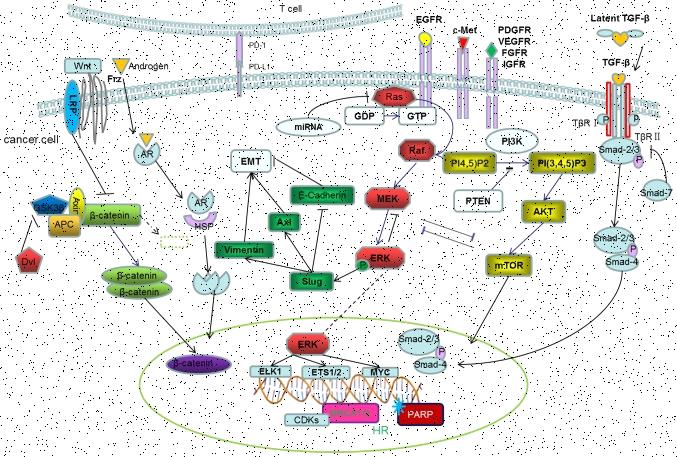 T cell
EGFR
c-Met
PDGFR
VEGFR
FGFR
IGFR
Latent TGF-β
PD-1
PD-L1
TGF-β
Wnt
Androgen
Frz
LRP
Ras
GDP
GTP
miRNA
TβR I
P
P
TβR II
cancer cell
AR
EMT
Raf
PI3K
PI(4,5)P2
PI(3,4,5)P3
Smad-2/3
P
Smad-7
E-Cadherin
MEK
PTEN
AR
HSP
Axl
AKT
GSK3β
Axin
β-catenin
APC
Vimentin
ERK
P
Smad-2/3
P
Smad-4
Dvl
β-catenin
β-catenin
Slug
mTOR
ERK
Smad-2/3
P
Smad-4
β-catenin
ELK1
ETS1/2
MYC
CDKs
PARP
HR